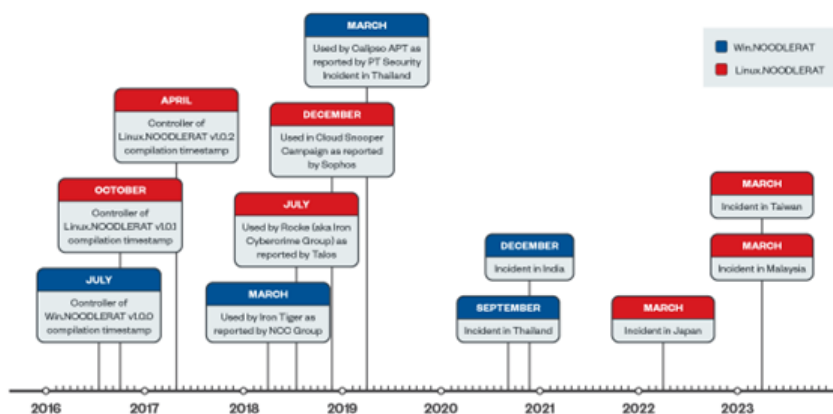 MARCH
Used by Calipso APT as
reported by PT Security
Incident in Thailand
Win.NOODLERAT
Linux.NOODLERAT
APRIL
Controller of
Linux.NOODLERAT v1.0.2
compilation timestamp
DECEMBER
Used in Cloud Snooper
Campaign as reported
by Sophos
OCTOBER
Controller of
Linux.NOODLERAT v1.0.1
compilation timestamp
JULY
Used by Rocke (aka Iron
Cybercrime Group) as
reported by Talos
MARCH
Incident in Taiwan
JULY
Controller of
Win.NOODLERAT v1.0.0
compilation timestamp
MARCH
Used by Iron Tiger as
reported by NCC Group
DECEMBER
Incident in India
SEPTEMBER
Incident in Thailand
MARCH
Incident in Malaysia
MARCH
Incident in Japan
2016 2017 2018 2019 2020 2021 2022 2023